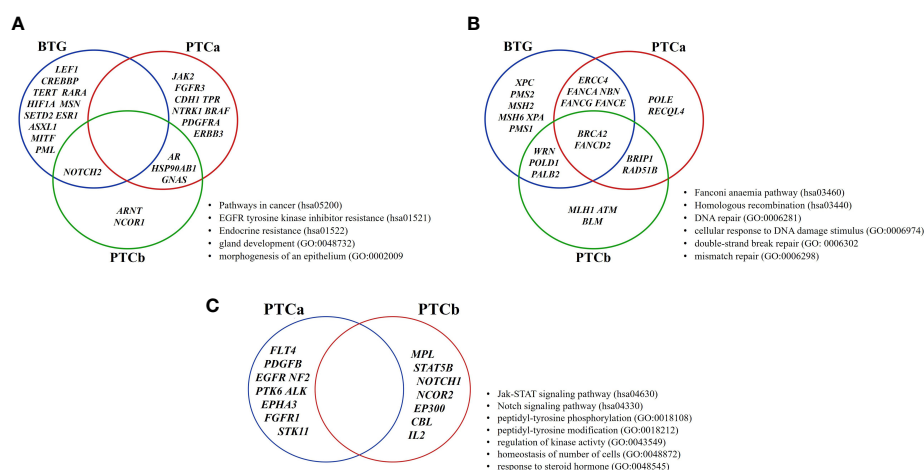 A
BTG
PTCa
LEF1
CREBBP
TERT RARA
HIF1A MSN
SETD2 ESR1
ASXL1
MITF
PML
JAK2
FGFR3
CDH1 TPR
NTRK1 BRAF
PDGFRA
ERBB3
NOTCH2
AR
HSP90AB1
GNAS
ARNT
NCOR1
PTCb
• Pathways in cancer (hsa05200)
• EGFR tyrosine kinase inhibitor resistance (hsa01521)
• Endocrine resistance (hsa01522)
• gland development (GO:0048732)
• morphogenesis of an epithelium (GO:0002009
B
BTG
PTCa
XPC
PMS2
MSH2
MSH6 XPA
PMS1
ERCC4
FANCA NBN
FANCG FANCE
POLE
RECQL4
BRCA2
FANCD2
WRN
POLD1
PALB2
BRIP1
RAD51B
MLH1 ATM
BLM
PTCb
• Fanconi anaemia pathway (hsa03460)
• Homologous recombination (hsa03440)
• DNA repair (GO:0006281)
• cellular response to DNA damage stimulus (GO:0006974)
• double-strand break repair (GO: 0006302
• mismatch repair (GO:0006298)
C
PTCa
PTCb
FLT4
PDGFB
EGFR NF2
PTK6 ALK
EPHA3
FGFR1
STK11
MPL
STAT5B
NOTCH1
NCOR2
EP300
CBL
IL2
• Jak-STAT signaling pathway (hsa04630)
• Notch signaling pathway (hsa04330)
• peptidyl-tyrosine phosphorylation (GO:0018108)
• peptidyl-tyrosine modification (GO:0018212)
• regulation of kinase activty (GO:0043549)
• homeostasis of number of cells (GO:0048872)
• response to steroid hormone (GO:0048545)